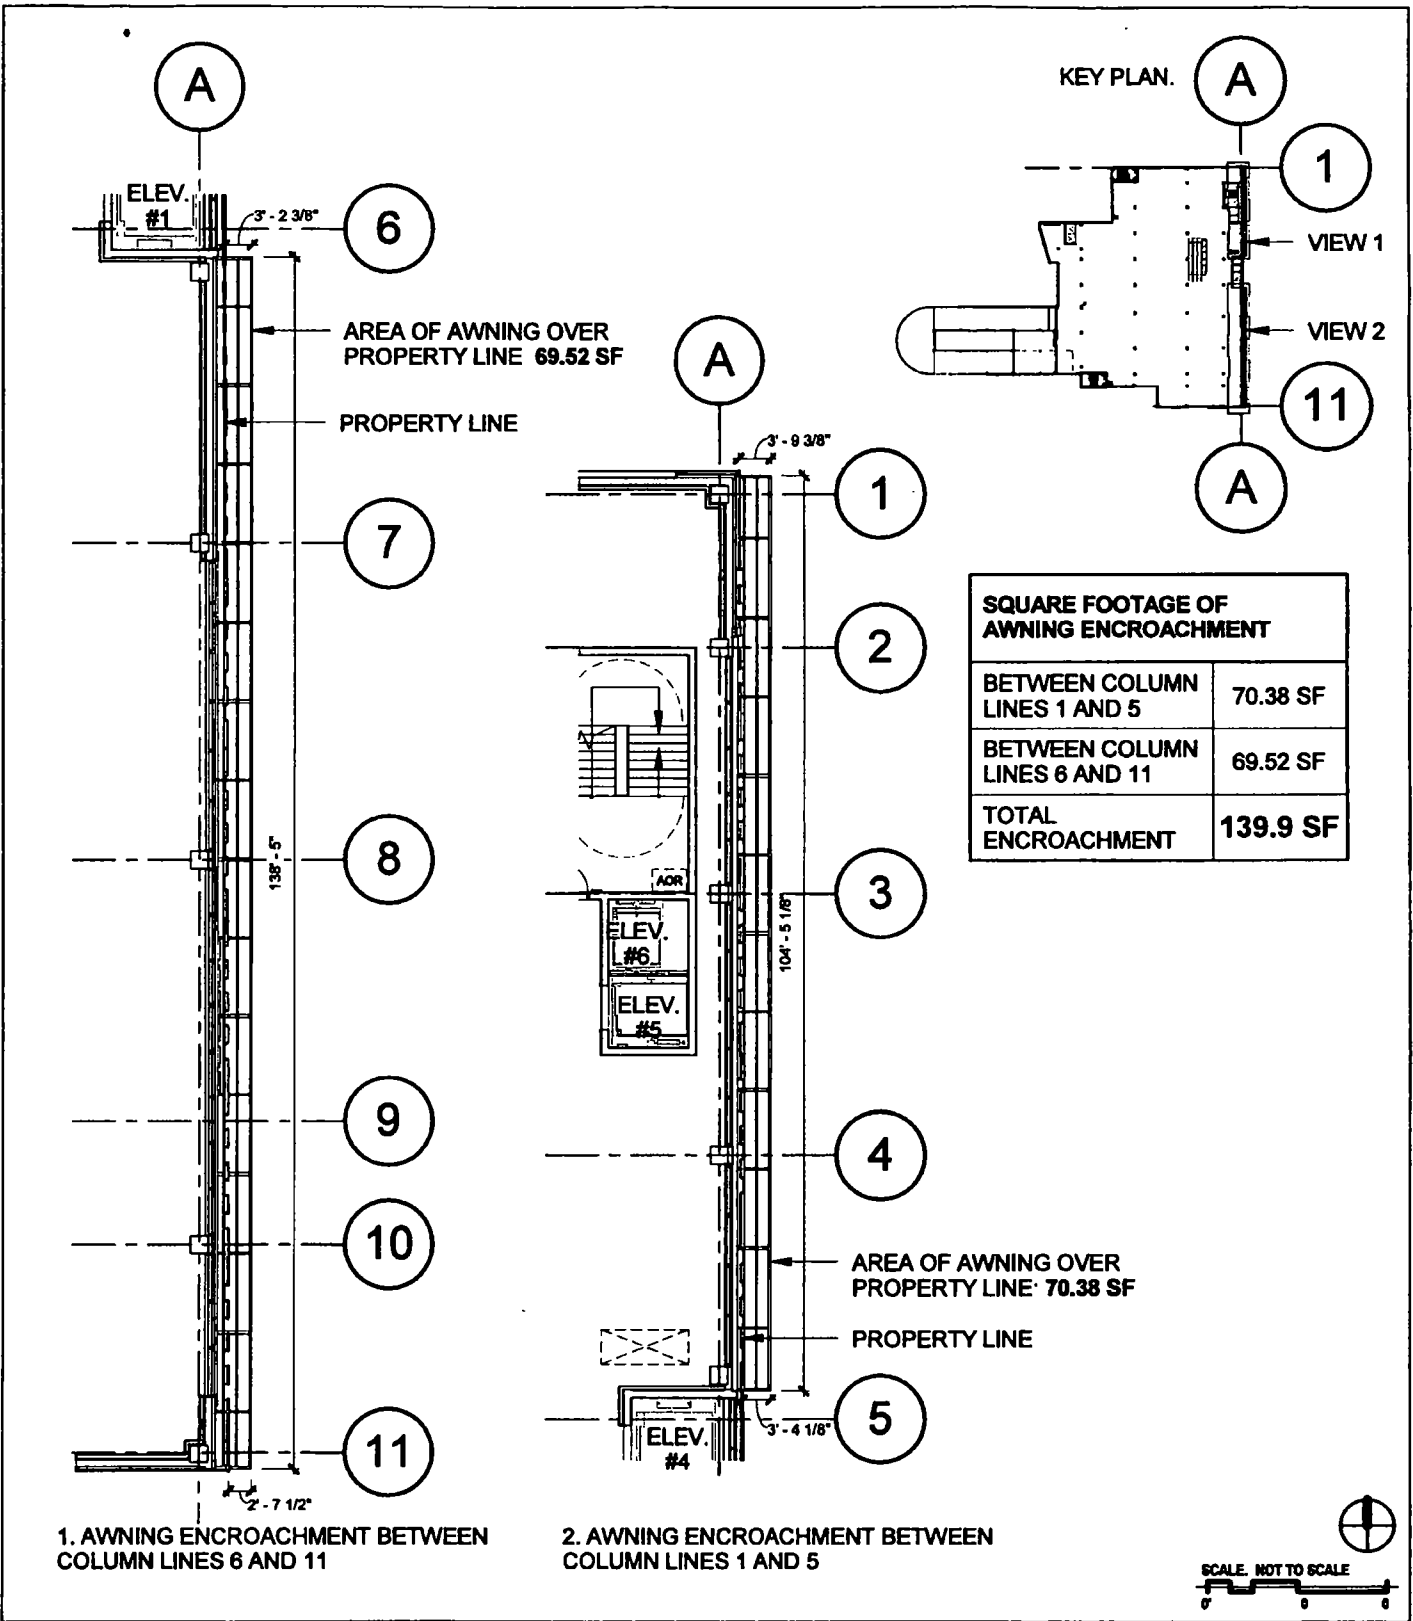 A
ELEV.
#1
3' - 2 3/8"
6
AREA OF AWNING OVER
PROPERTY LINE 69.52 SF
PROPERTY LINE
7
138' - 5"
8
9
10
11
2' - 7 1/2"
1. AWNING ENCROACHMENT BETWEEN
COLUMN LINES 6 AND 11
A
3' - 9 3/8"
1
2
AOR
3
ELEV.
#6
104' - 5 1/8"
ELEV.
#5
4
AREA OF AWNING OVER
PROPERTY LINE 70.38 SF
PROPERTY LINE
5
3' - 4 1/8"
ELEV.
#4
2. AWNING ENCROACHMENT BETWEEN
COLUMN LINES 1 AND 5
KEY PLAN.
A
1
VIEW 1
VIEW 2
11
A
SQUARE FOOTAGE OF
AWNING ENCROACHMENT
BETWEEN COLUMN
LINES 1 AND 5
70.38 SF
BETWEEN COLUMN
LINES 6 AND 11
69.52 SF
TOTAL
ENCROACHMENT
139.9 SF
SCALE. NOT TO SCALE
0'